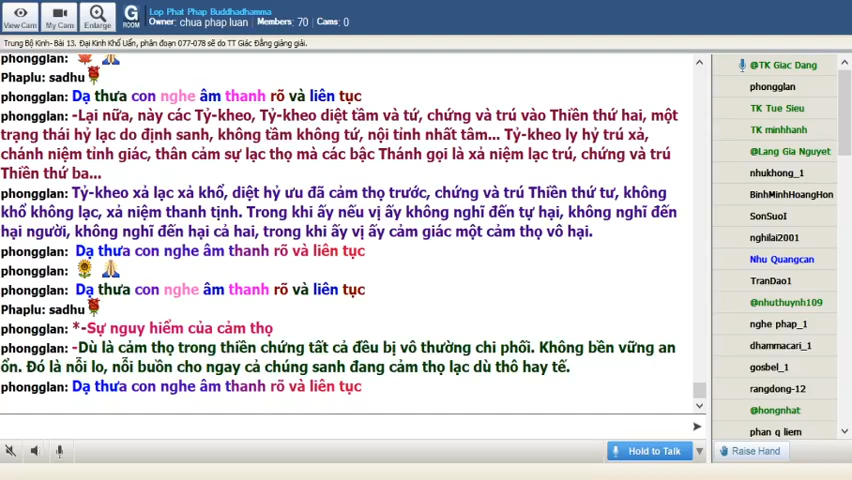 Lop Phat Phap Buddhadhamma
Owner: chua phap luan   Members: 70   Cams: 0
View Cam
My Cam
Enlarge
G
ROOM
Trung Bộ Kinh- Bài 13. Đại Kinh Khổ Uẩn, phân đoạn 077-078 sẽ do TT Giác Đẳng giảng giải.
phongglan:
Phaplu: sadhu
phongglan: Dạ thưa con nghe âm thanh rõ và liên tục
phongglan: -Lại nữa, này các Tỷ-kheo, Tỷ-kheo diệt tầm và tứ, chứng và trú vào Thiền thứ hai, một
trạng thái hỷ lạc do định sanh, không tầm không tứ, nội tỉnh nhất tâm... Tỷ-kheo ly hỷ trú xả,
chánh niệm tỉnh giác, thân cảm sự lạc thọ mà các bậc Thánh gọi là xả niệm lạc trú, chứng và trú
Thiền thứ ba...
phongglan: Tỷ-kheo xả lạc xả khổ, diệt hỷ ưu đã cảm thọ trước, chứng và trú Thiền thứ tư, không
khổ không lạc, xả niệm thanh tịnh. Trong khi ấy nếu vị ấy không nghĩ đến tự hại, không nghĩ đến
hại người, không nghĩ đến hại cả hai, trong khi ấy vị ấy cảm giác một cảm thọ vô hại.
phongglan: Dạ thưa con nghe âm thanh rõ và liên tục
phongglan:
phongglan: Dạ thưa con nghe âm thanh rõ và liên tục
Phaplu: sadhu
phongglan: *-Sự nguy hiểm của cảm thọ
phongglan: -Dù là cảm thọ trong thiền chứng tất cả đều bị vô thường chi phối. Không bền vững an
ổn. Đó là nỗi lo, nỗi buồn cho ngay cả chúng sanh đang cảm thọ lạc dù thô hay tế.
phongglan: Dạ thưa con nghe âm thanh rõ và liên tục
Hold to Talk
@TK Giac Dang
phongglan
TK Tue Sieu
TK minhhanh
@Lang Gia Nguyet
nhukhong_1
BinhMinhHoangHon
SonSuoI
nghilai2001
Nhu Quangcan
TranDao1
@nhuthuynh109
nghe phap_1
dhammacari_1
gosbel_1
rangdong-12
@hongnhat
phan q liem
Raise Hand